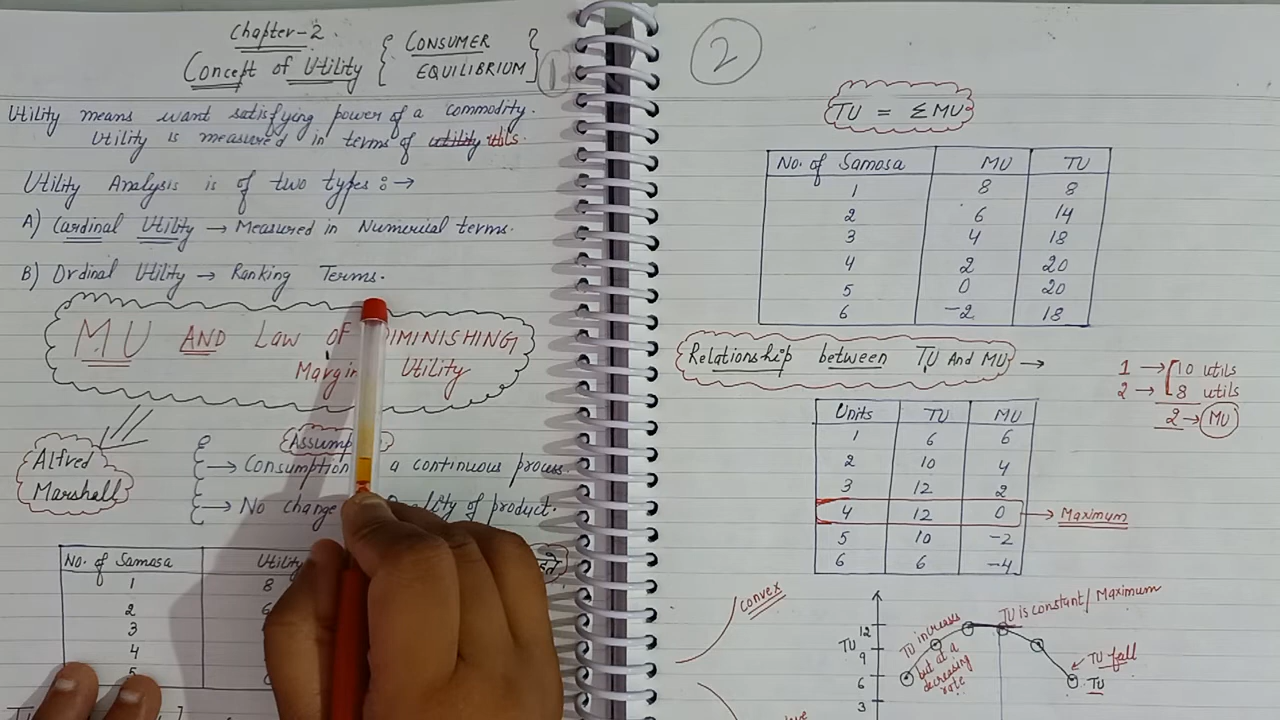 Chapter-2.
Concept of Utility { CONSUMER
EQUILIBRIUM }
1
Utility means want satisfying power of a commodity.
Utility is measured in terms of utility utils.
Utility Analysis is of two types :→
A) Cardinal Utility → Measured in Numerical terms.
B) Ordinal Utility → Ranking Terms.
MU AND Law OF DIMINISHING
Utility
Alfred
Marshall
→ Consumption a continuous process
→ No change of product.
No. of Samosa Utility
1 8
2
3
4
5
2
TU = ΣMU
No. of Samosa MU TU
1 8 8
2 6 14
3 4 18
4 2 20
5 0 20
6 -2 18
Relationship between TU And MU →
1 → 10 utils
2 → 8 utils
2 → MU
Units TU MU
1 6 6
2 10 4
3 12 2
4 12 0 → Maximum
5 10 -2
6 6 -4
convex
TU
12
9
6
3
TU increases
but at a
decreasing
rate
TU is constant/Maximum
TU fall
TU